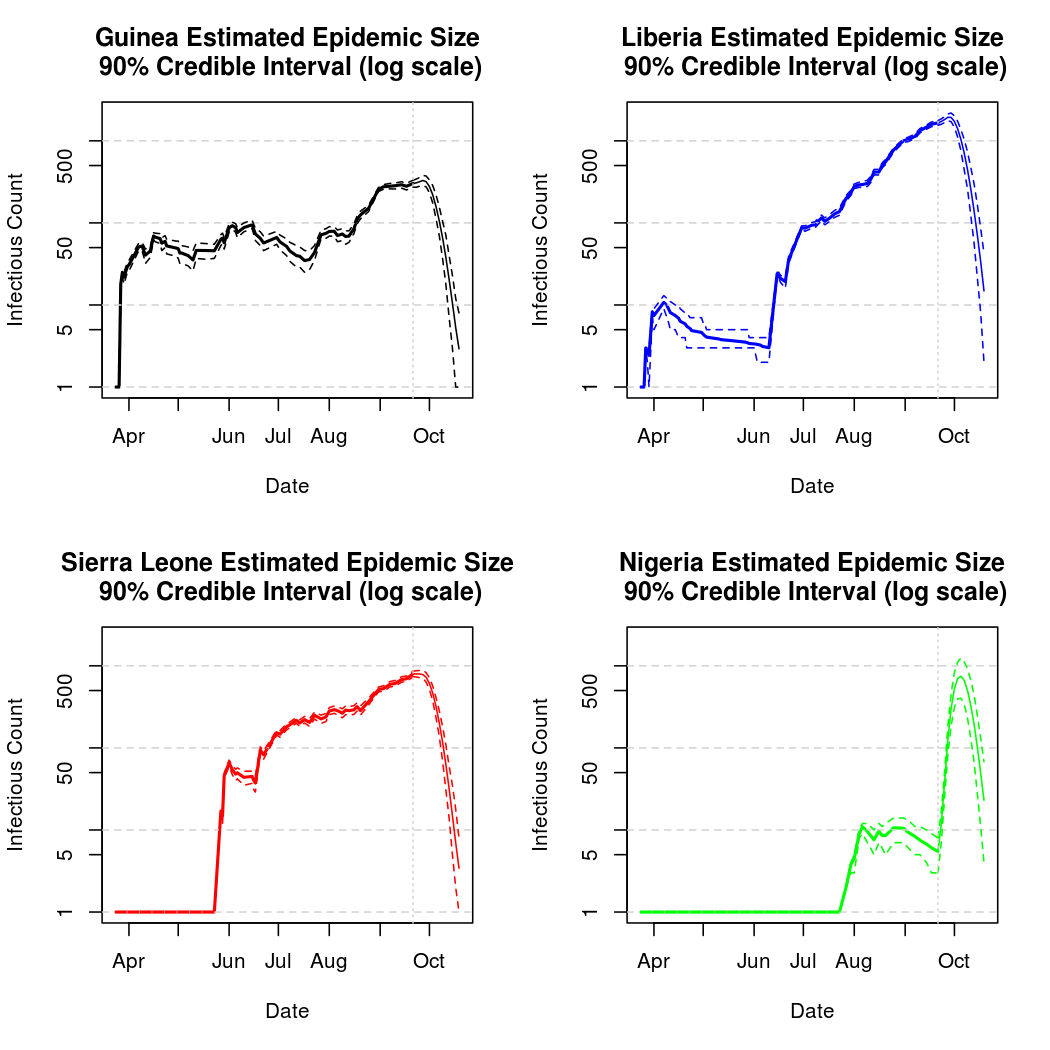 Guinea Estimated Epidemic Size
90% Credible Interval (log scale)
Infectious Count
500
50
5
1
Apr Jun Jul Aug Oct
Date
Liberia Estimated Epidemic Size
90% Credible Interval (log scale)
Infectious Count
500
50
5
1
Apr Jun Jul Aug Oct
Date
Sierra Leone Estimated Epidemic Size
90% Credible Interval (log scale)
Infectious Count
500
50
5
1
Apr Jun Jul Aug Oct
Date
Nigeria Estimated Epidemic Size
90% Credible Interval (log scale)
Infectious Count
500
50
5
1
Apr Jun Jul Aug Oct
Date